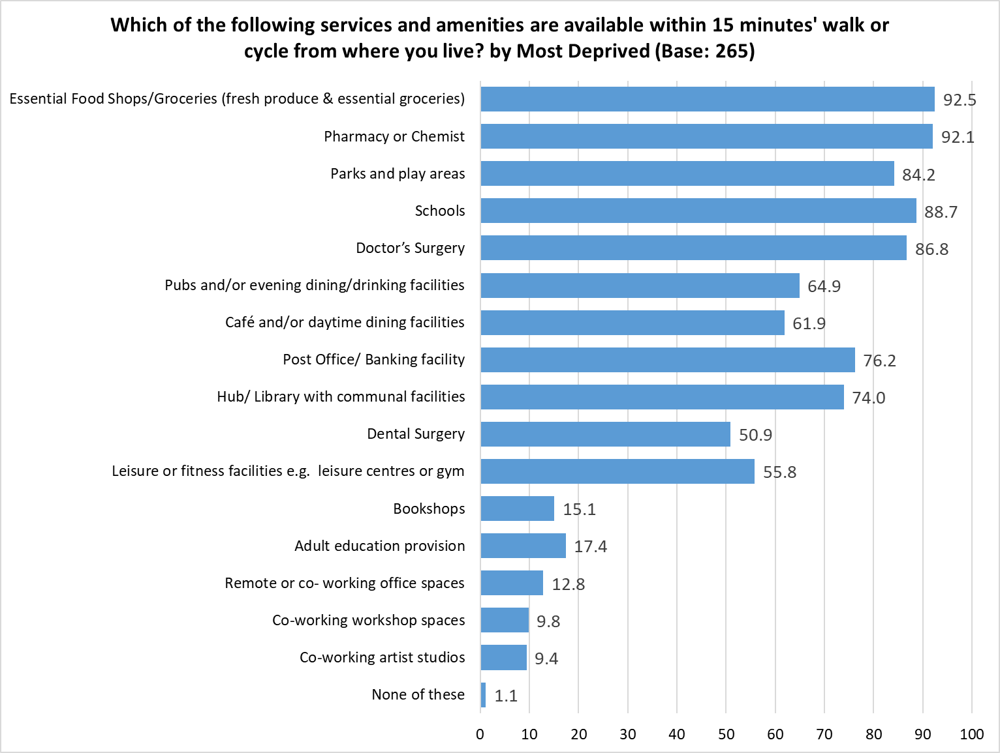 Which of the following services and amenities are available within 15 minutes' walk or
cycle from where you live? by Most Deprived (Base: 265)
Essential Food Shops/Groceries (fresh produce & essential groceries) 92.5
Pharmacy or Chemist 92.1
Parks and play areas 84.2
Schools 88.7
Doctor’s Surgery 86.8
Pubs and/or evening dining/drinking facilities 64.9
Café and/or daytime dining facilities 61.9
Post Office/ Banking facility 76.2
Hub/ Library with communal facilities 74.0
Dental Surgery 50.9
Leisure or fitness facilities e.g.  leisure centres or gym 55.8
Bookshops 15.1
Adult education provision 17.4
Remote or co- working office spaces 12.8
Co-working workshop spaces 9.8
Co-working artist studios 9.4
None of these 1.1
0 10 20 30 40 50 60 70 80 90 100